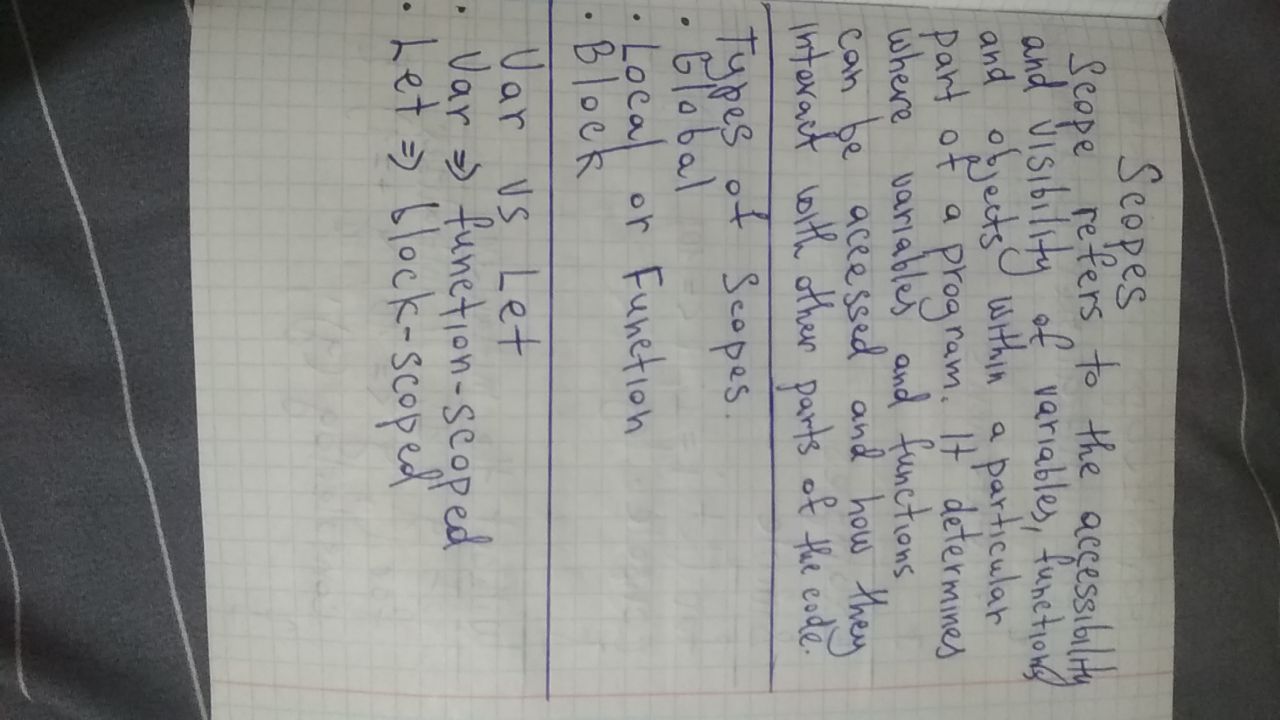 Scopes
Scope refers to the accessibility
and visibility of variables, functions
and objects within a particular
part of a program. It determines
where variables and functions
can be acessed and how they
interact with other parts of the code.
Types of Scopes.
• Global
• Local or Function
• Block
Var vs Let
• Var ⇒ function-scoped
• Let ⇒ block-scoped